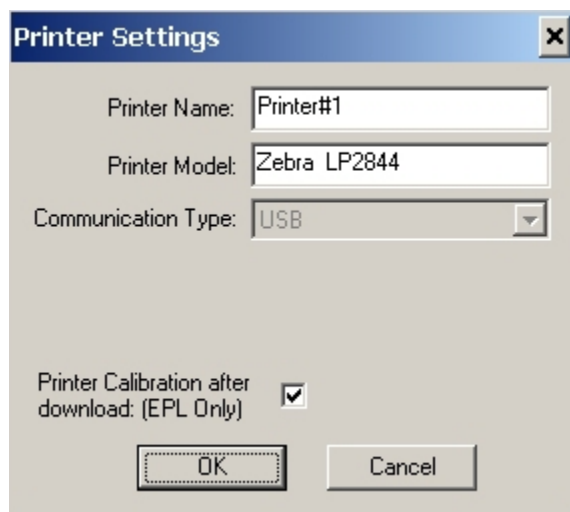 Printer Settings
Printer Name: Printer#1
Printer Model: Zebra LP2844
Communication Type: USB
Printer Calibration after
download: (EPL Only)
OK Cancel